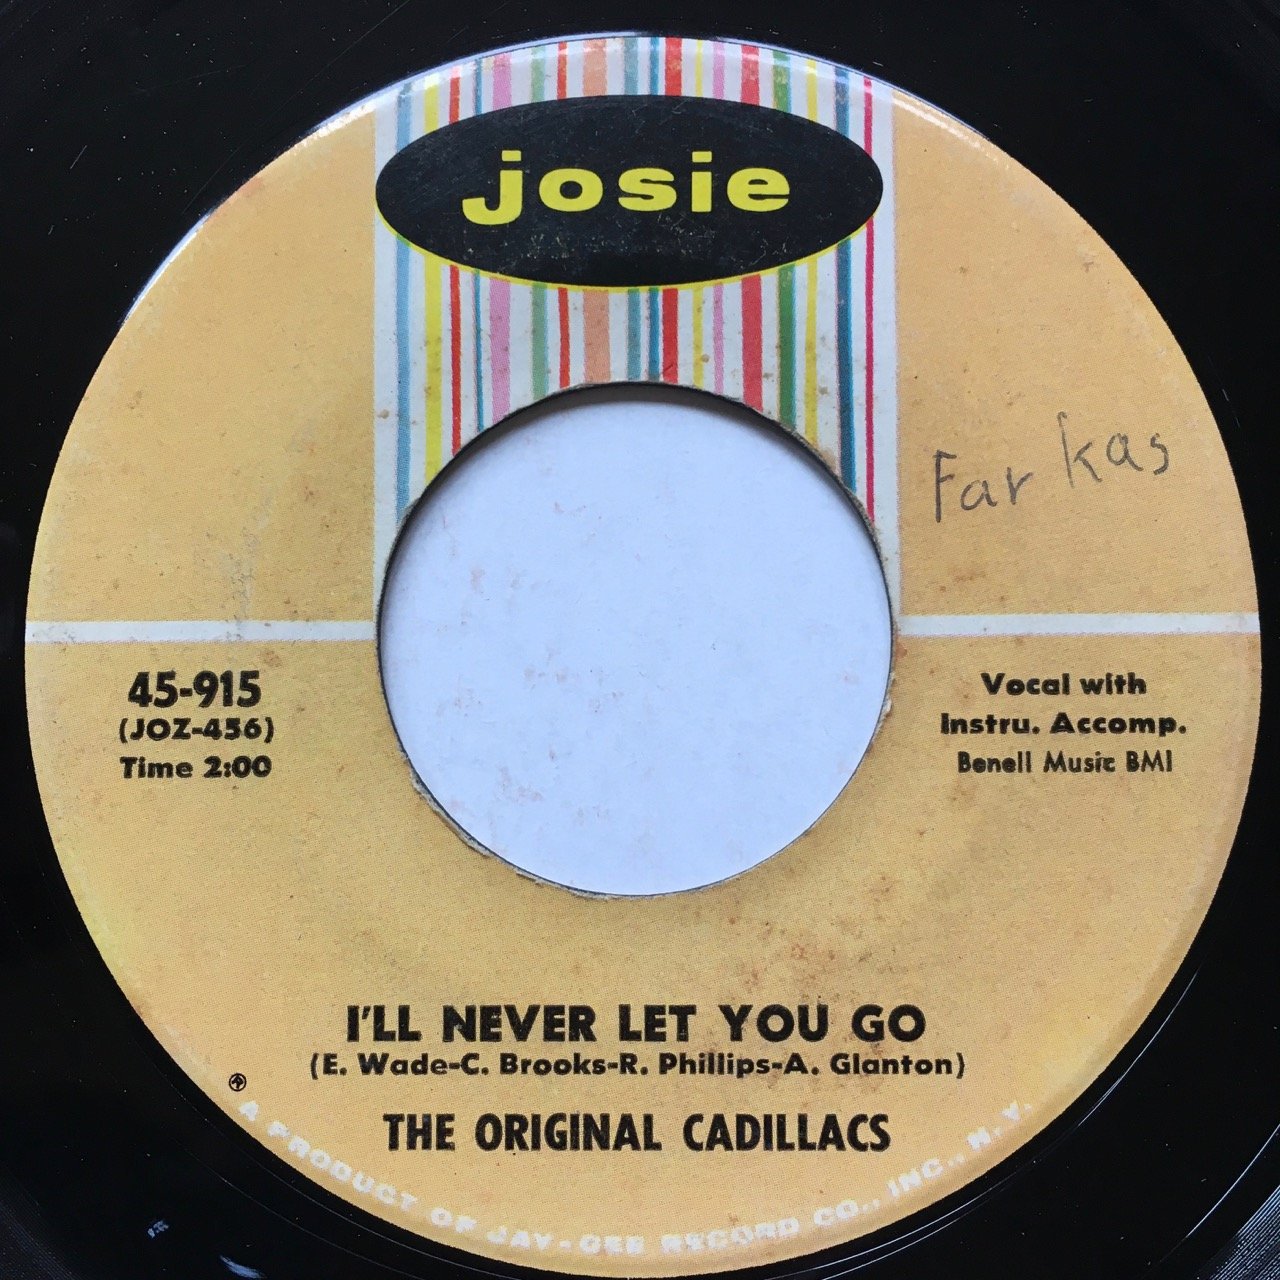 josie
Far kas
45-915
(JOZ-456)
Time 2:00
Vocal with
Instru. Accomp.
Benell Music BMI
I'LL NEVER LET YOU GO
(E. Wade-C. Brooks-R. Phillips-A. Glanton)
THE ORIGINAL CADILLACS
A PRODUCT OF JAY-GEE RECORD CO., INC., N.Y.